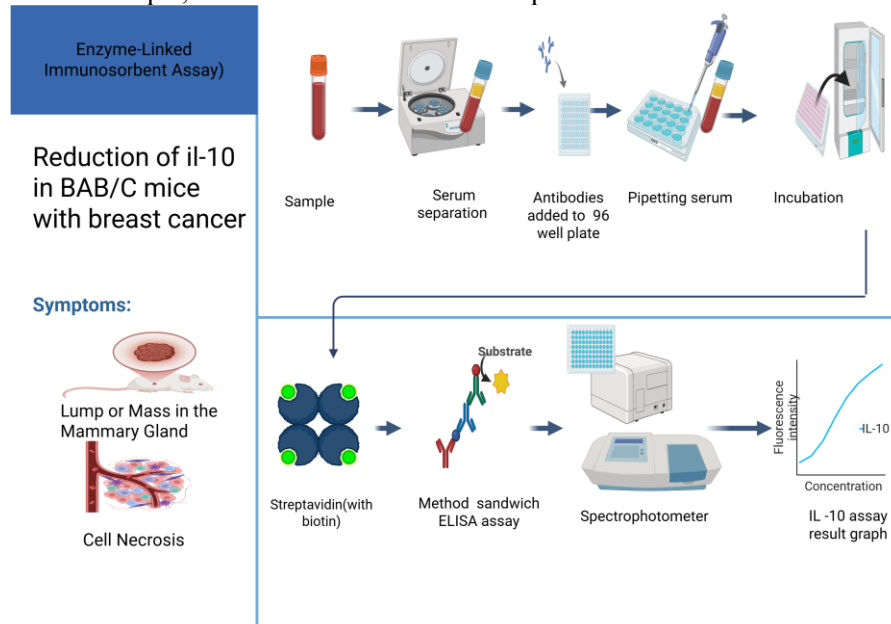 Enzyme-Linked
Immunosorbent Assay)
Reduction of il-10
in BAB/C mice
with breast cancer
Symptoms:
Lump or Mass in the
Mammary Gland
Cell Necrosis
Sample
Serum
separation
Antibodies
added to 96
well plate
Pipetting serum
Incubation
Streptavidin(with
biotin)
Substrate
Method sandwich
ELISA assay
Spectrophotometer
Fluorescence
intensity
IL-10
Concentration
IL -10 assay
result graph